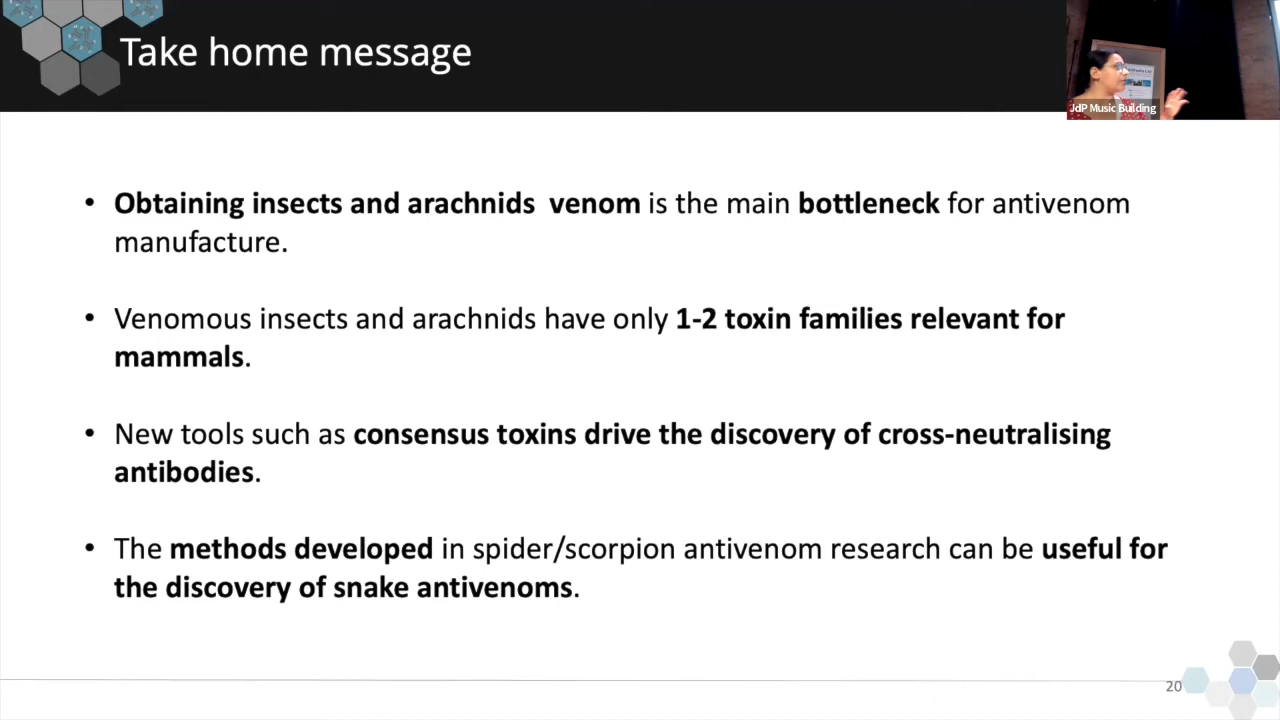 Take home message
JdP Music Building
• Obtaining insects and arachnids  venom is the main bottleneck for antivenom
manufacture.
• Venomous insects and arachnids have only 1-2 toxin families relevant for
mammals.
• New tools such as consensus toxins drive the discovery of cross-neutralising
antibodies.
• The methods developed in spider/scorpion antivenom research can be useful for
the discovery of snake antivenoms.
20